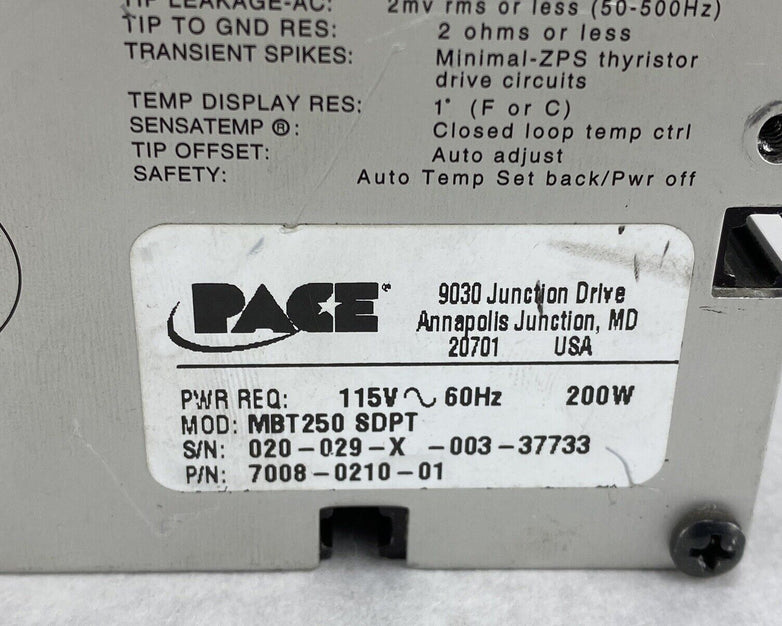 TIP LEAKAGE-AC: 2mv rms or less (50-500Hz)
TIP TO GND RES: 2 ohms or less
TRANSIENT SPIKES: Minimal-ZPS thyristor
drive circuits
TEMP DISPLAY RES: 1° (F or C)
SENSATEMP ®: Closed loop temp ctrl
TIP OFFSET: Auto adjust
SAFETY: Auto Temp Set back/Pwr off
PACE®
9030 Junction Drive
Annapolis Junction, MD
20701 USA
PWR REQ: 115V ∿ 60Hz 200W
MOD: MBT250 SDPT
S/N: 020-029-X -003-37733
P/N: 7008-0210-01